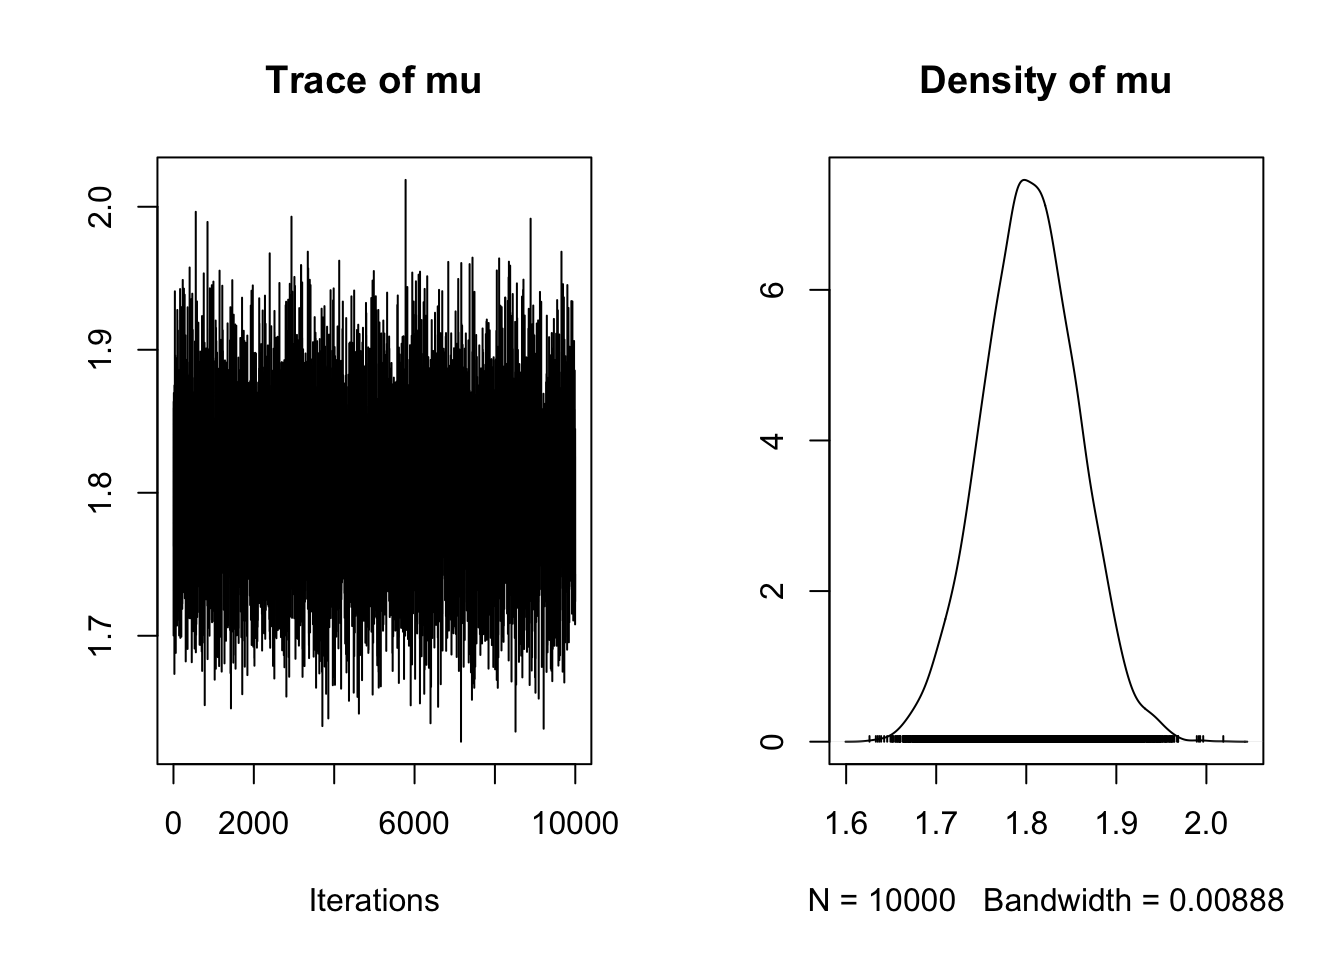 Trace of mu
2.0
1.9
1.8
1.7
0 2000 6000 10000
Iterations
Density of mu
6
4
2
0
1.6 1.7 1.8 1.9 2.0
N = 10000 Bandwidth = 0.00888